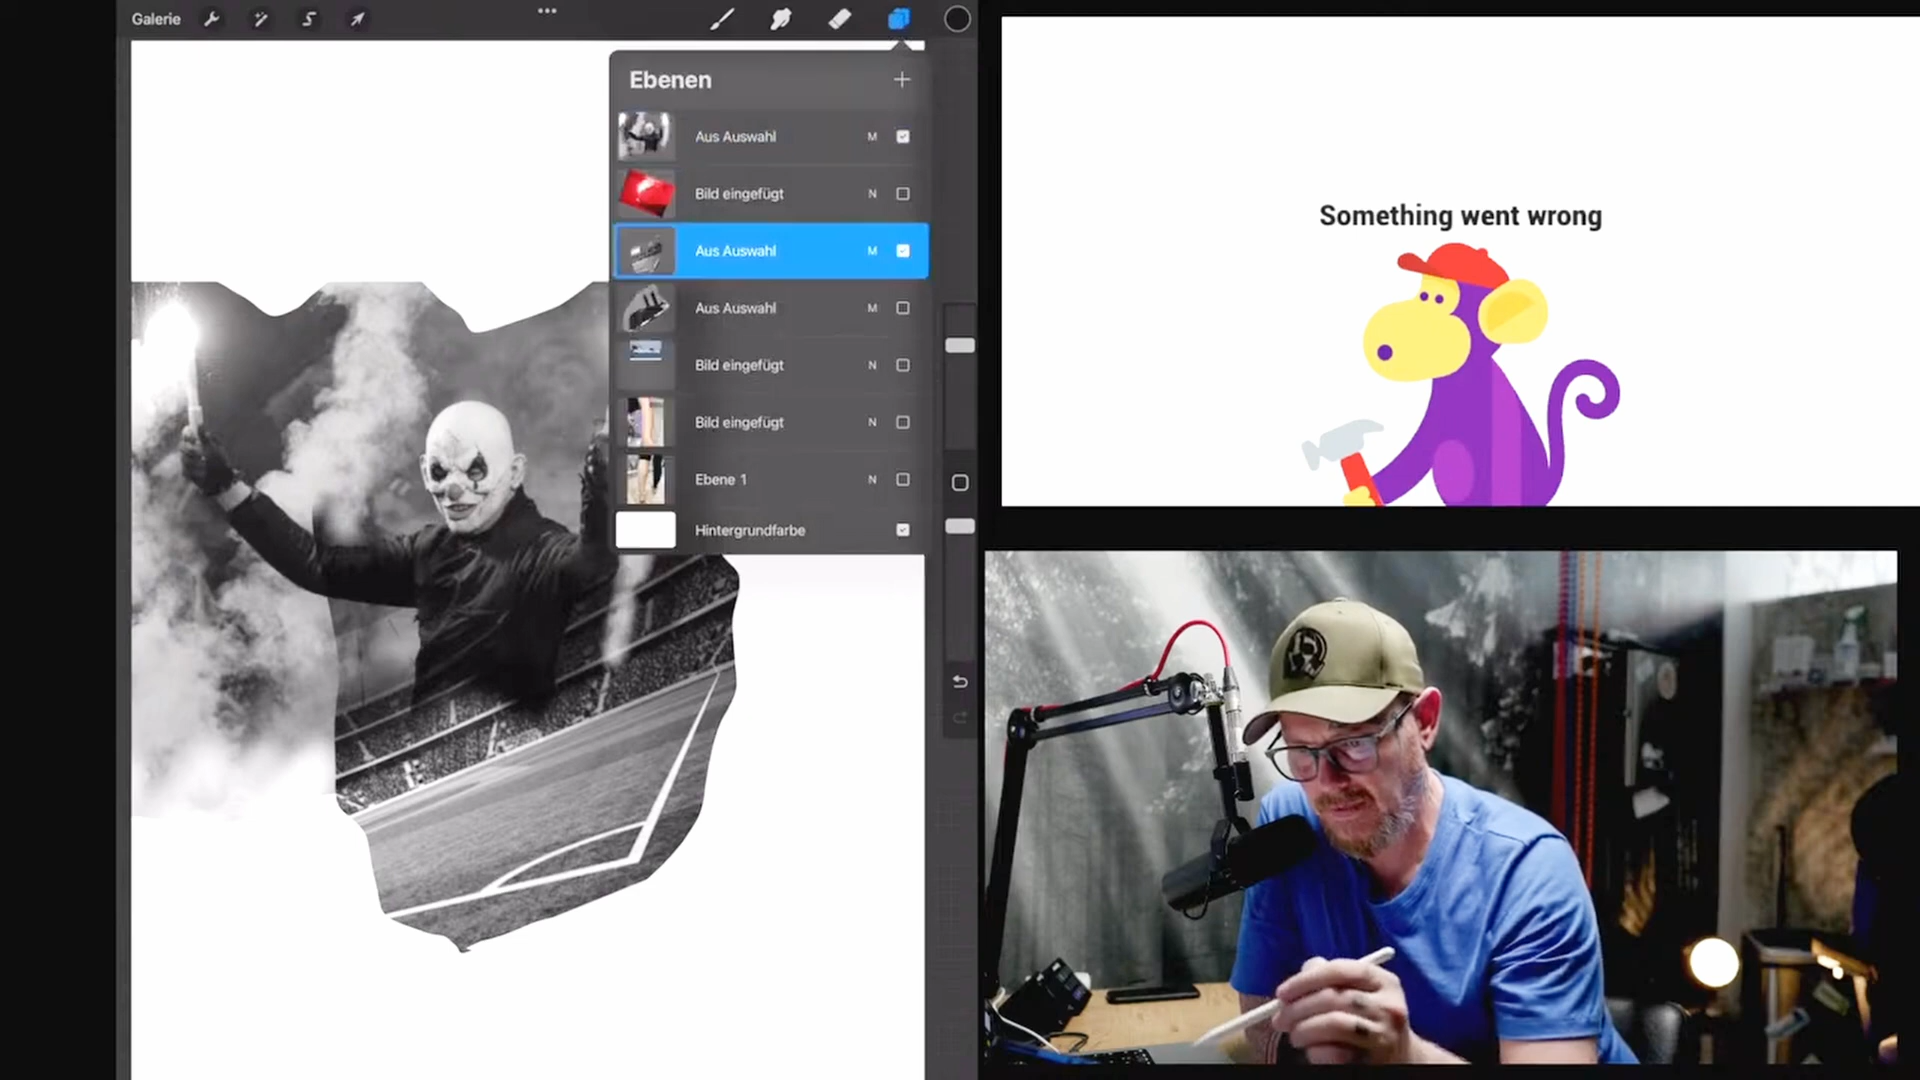 Galerie
Ebenen
Aus Auswahl M
Bild eingefügt N
Aus Auswahl M
Aus Auswahl M
Bild eingefügt N
Bild eingefügt N
Ebene 1 N
Hintergrundfarbe
Something went wrong